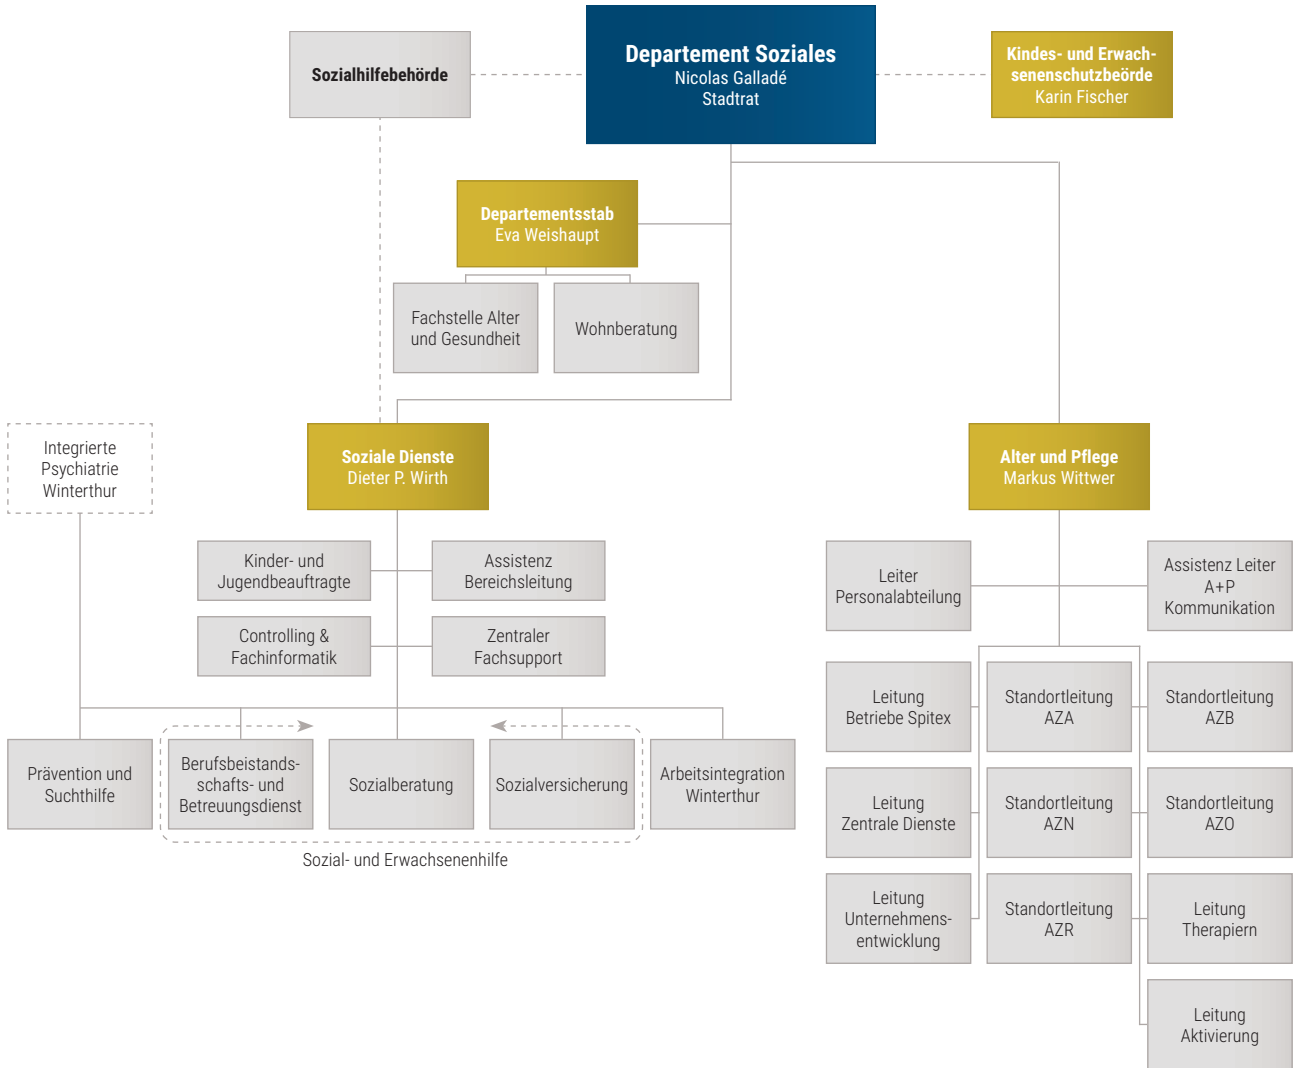 Sozialhilfebehörde
Departement Soziales
Nicolas Galladé
Stadtrat
Kindes- und Erwach-
senenschutzbeörde
Karin Fischer
Departementsstab
Eva Weishaupt
Fachstelle Alter
und Gesundheit
Wohnberatung
Integrierte
Psychiatrie
Winterthur
Soziale Dienste
Dieter P. Wirth
Alter und Pflege
Markus Wittwer
Kinder- und
Jugendbeauftragte
Assistenz
Bereichsleitung
Controlling &
Fachinformatik
Zentraler
Fachsupport
Leiter
Personalabteilung
Assistenz Leiter
A+P
Kommunikation
Prävention und
Suchthilfe
Berufsbeistands-
schafts- und
Betreuungsdienst
Sozialberatung
Sozialversicherung
Arbeitsintegration
Winterthur
Sozial- und Erwachsenenhilfe
Leitung
Betriebe Spitex
Standortleitung
AZA
Standortleitung
AZB
Leitung
Zentrale Dienste
Standortleitung
AZN
Standortleitung
AZO
Leitung
Unternehmens-
entwicklung
Standortleitung
AZR
Leitung
Therapiern
Leitung
Aktivierung